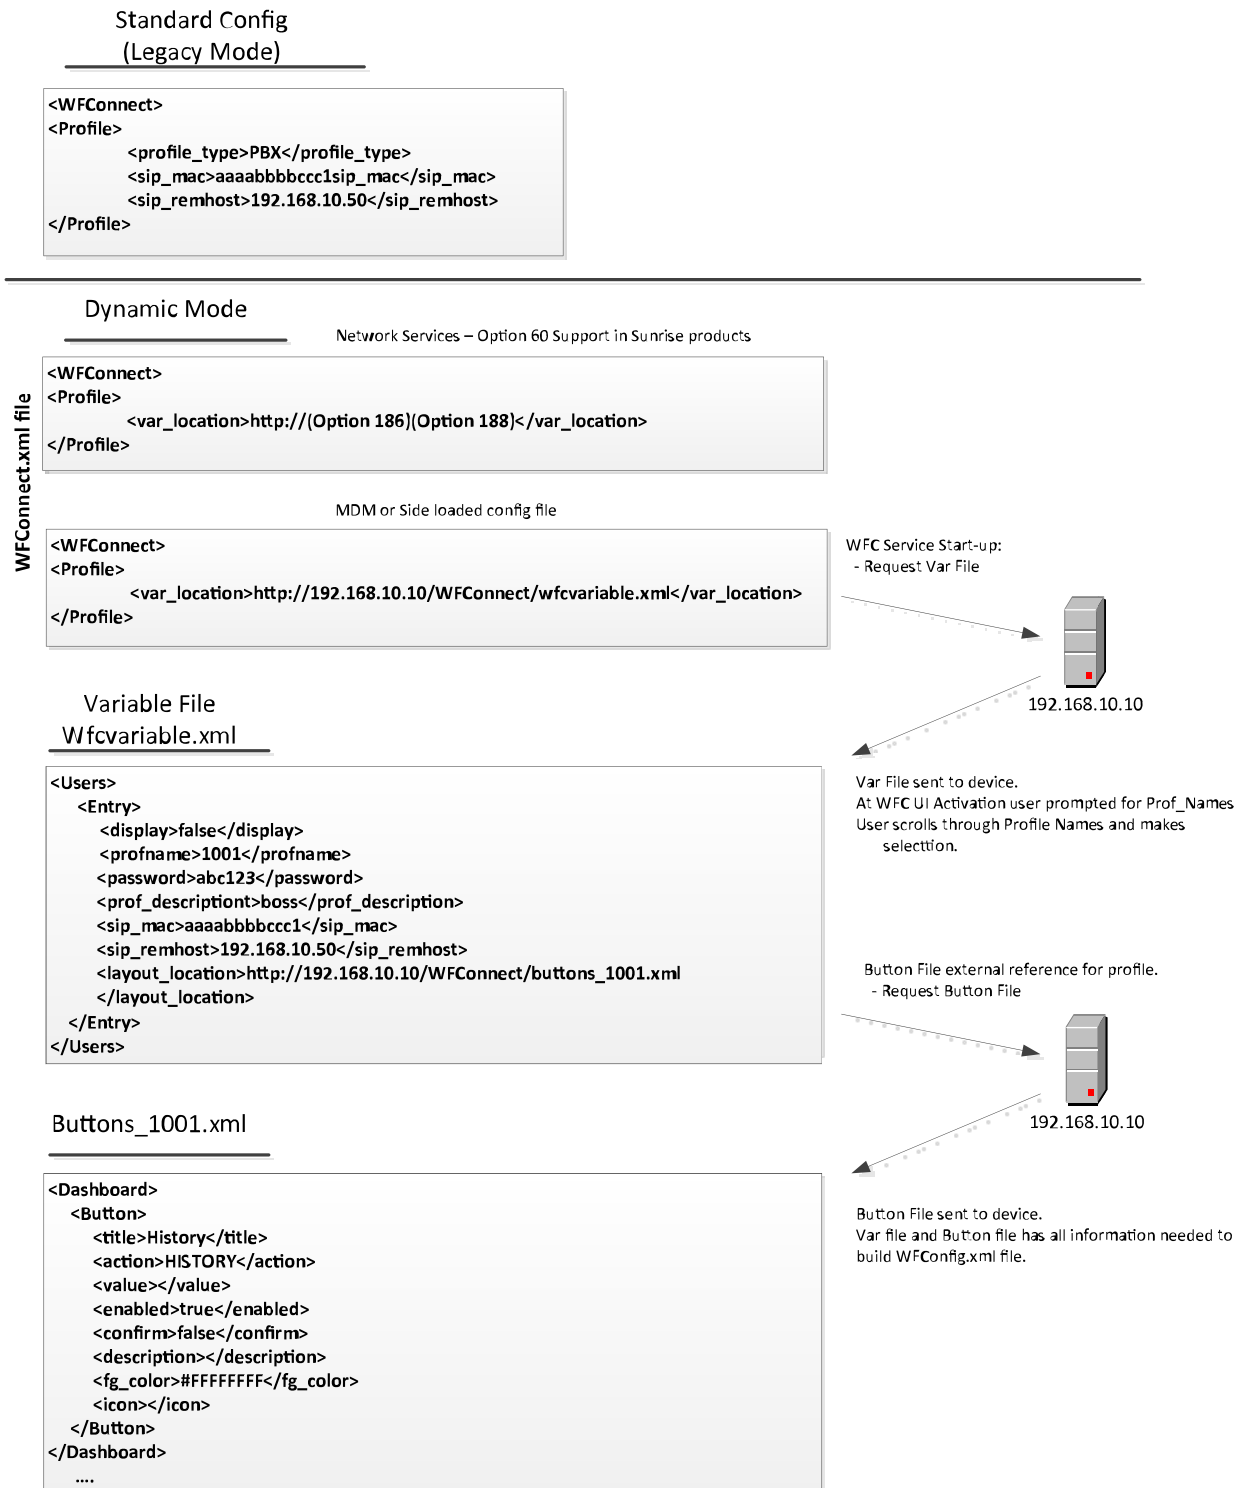 Standard Config
(Legacy Mode)
<WFConnect>
<Profile>
<profile_type>PBX</profile_type>
<sip_mac>aaaabbbbccc1sip_mac</sip_mac>
<sip_remhost>192.168.10.50</sip_remhost>
</Profile>
Dynamic Mode
Network Services – Option 60 Support in Sunrise products
WFConnect.xml file
<WFConnect>
<Profile>
<var_location>http://(Option 186)(Option 188)</var_location>
</Profile>
MDM or Side loaded config file
<WFConnect>
<Profile>
<var_location>http://192.168.10.10/WFConnect/wfcvariable.xml</var_location>
</Profile>
WFC Service Start-up:
- Request Var File
192.168.10.10
Variable File
Wfcvariable.xml
<Users>
<Entry>
<display>false</display>
<profname>1001</profname>
<password>abc123</password>
<prof_descriptiont>boss</prof_description>
<sip_mac>aaaabbbbccc1</sip_mac>
<sip_remhost>192.168.10.50</sip_remhost>
<layout_location>http://192.168.10.10/WFConnect/buttons_1001.xml
</layout_location>
</Entry>
</Users>
Var File sent to device.
At WFC UI Activation user prompted for Prof_Names
User scrolls through Profile Names and makes
selecttion.
Button File external reference for profile.
- Request Button File
192.168.10.10
Buttons_1001.xml
<Dashboard>
<Button>
<title>History</title>
<action>HISTORY</action>
<value></value>
<enabled>true</enabled>
<confirm>false</confirm>
<description></description>
<fg_color>#FFFFFFFF</fg_color>
<icon></icon>
</Button>
</Dashboard>
....
Button File sent to device.
Var file and Button file has all information needed to
build WFConfig.xml file.